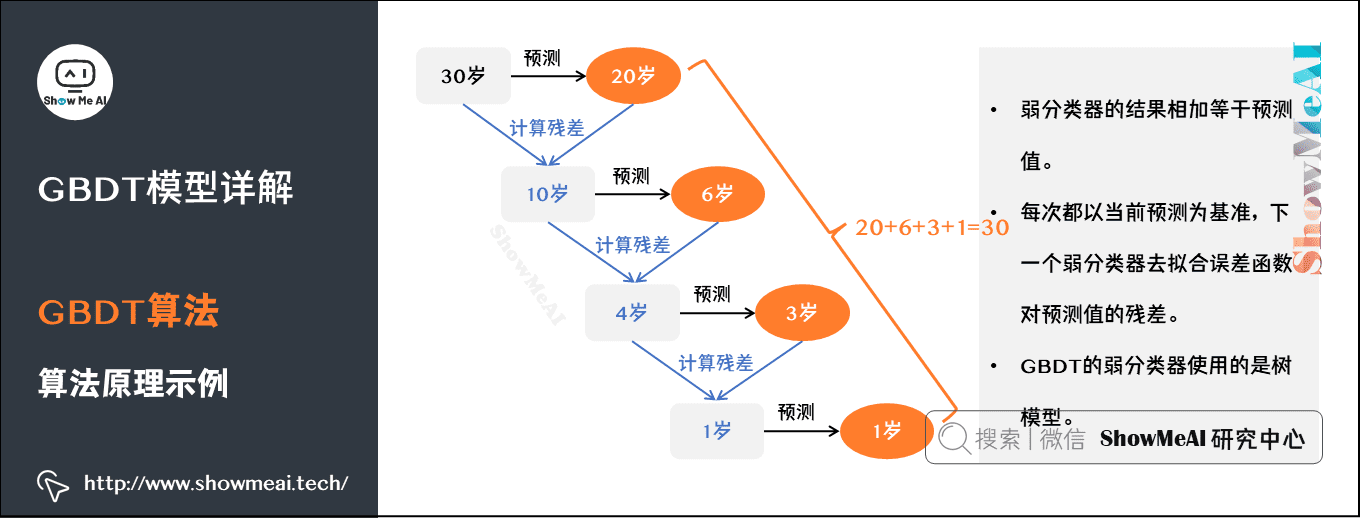 Show Me AI
GBDT模型详解
GBDT算法
算法原理示例
http://www.showmeai.tech/
30岁
预测
20岁
计算残差
10岁
预测
6岁
计算残差
4岁
预测
3岁
计算残差
1岁
预测
1岁
20+6+3+1=30
ShowMeAI
• 弱分类器的结果相加等于预测
值。
• 每次都以当前预测为基准，下
一个弱分类器去拟合误差函数
对预测值的残差。
• GBDT的弱分类器使用的是树
模型。
ShowMeAI
搜索 | 微信 ShowMeAI 研究中心